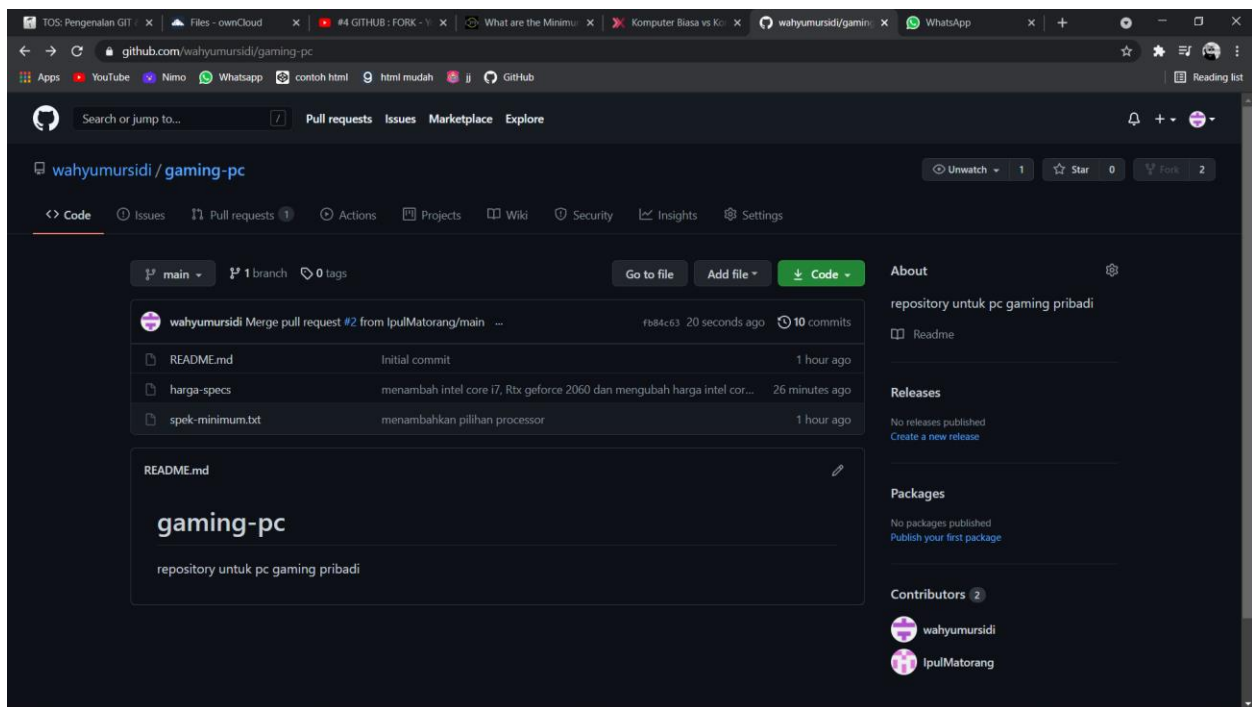 TOS: Pengenalan GIT
Files - ownCloud
#4 GITHUB : FORK - Y
What are the Minimu
Komputer Biasa vs Ko
wahyumursidi/gaming
WhatsApp
github.com/wahyumursidi/gaming-pc
Apps YouTube Nimo Whatsapp contoh html html mudah jj GitHub Reading list
Search or jump to... / Pull requests Issues Marketplace Explore
wahyumursidi / gaming-pc Unwatch 1 Star 0 Fork 2
Code Issues Pull requests 1 Actions Projects Wiki Security Insights Settings
main 1 branch 0 tags Go to file Add file Code
wahyumursidi Merge pull request #2 from IpulMatorang/main ... fb84c63 20 seconds ago 10 commits
README.md Initial commit 1 hour ago
harga-specs menambah intel core i7, Rtx geforce 2060 dan mengubah harga intel cor... 26 minutes ago
spek-minimum.txt menambahkan pilihan processor 1 hour ago
README.md
gaming-pc
repository untuk pc gaming pribadi
About
repository untuk pc gaming pribadi
Readme
Releases
No releases published
Create a new release
Packages
No packages published
Publish your first package
Contributors 2
wahyumursidi
IpulMatorang